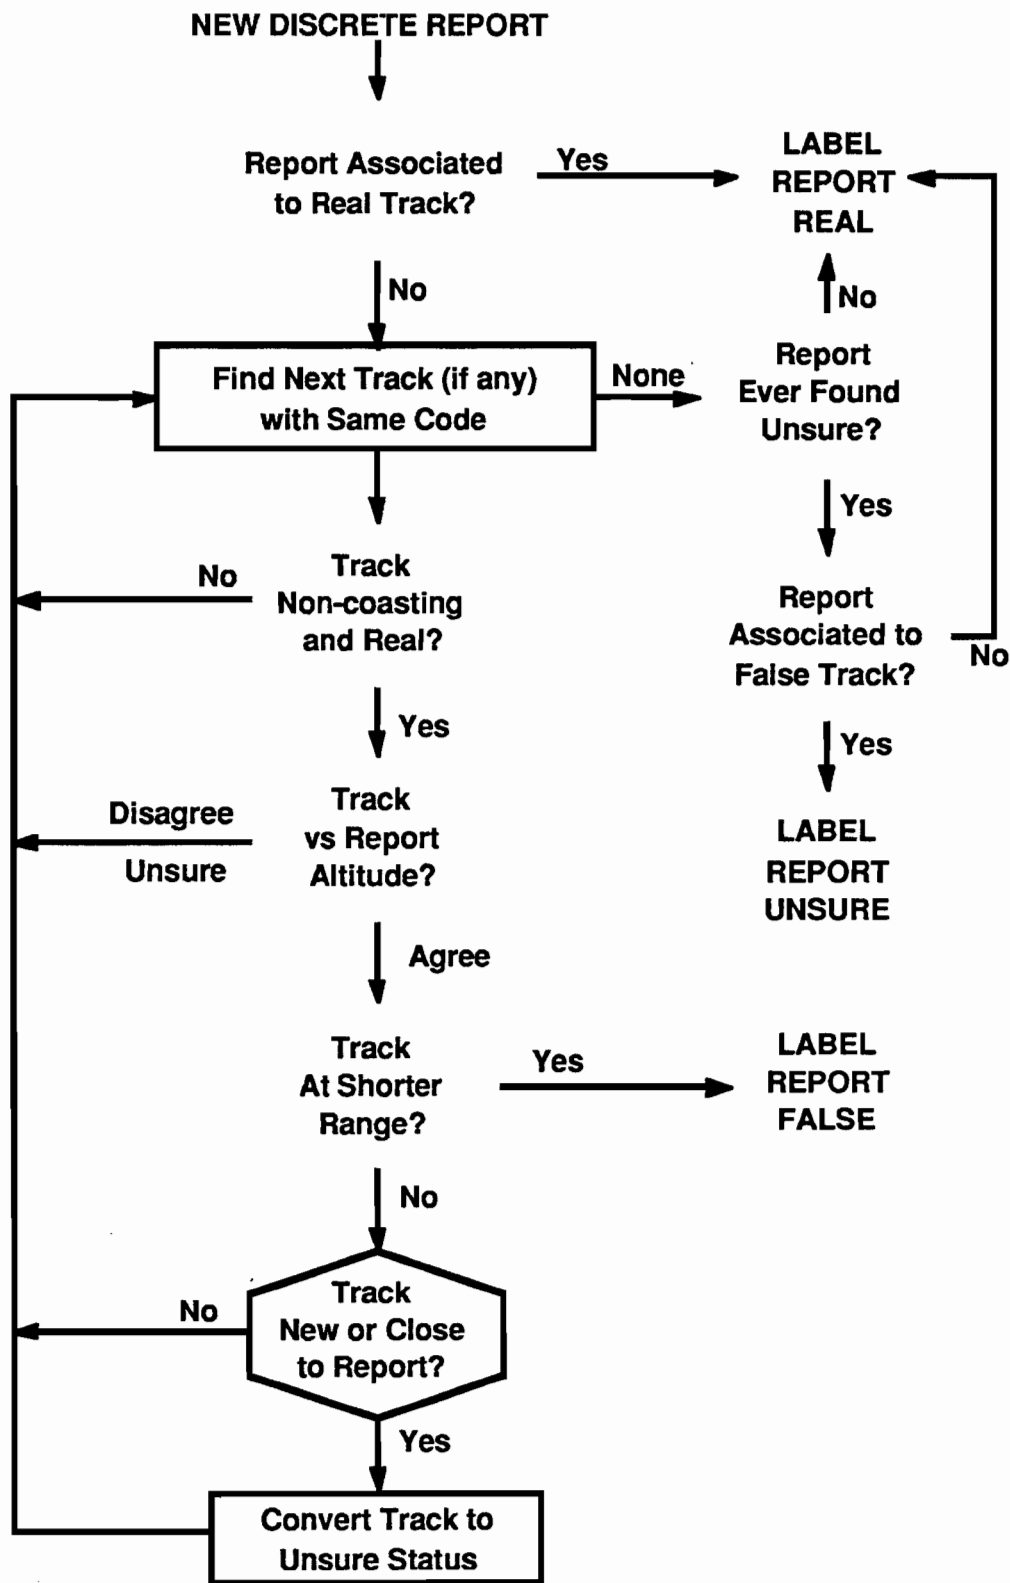 NEW DISCRETE REPORT
Report Associated
to Real Track?
Yes
LABEL
REPORT
REAL
No
No
Find Next Track (if any)
with Same Code
None
Report
Ever Found
Unsure?
Yes
Track
Non-coasting
and Real?
No
Report
Associated to
False Track?
No
Yes
Yes
Track
vs Report
Altitude?
Disagree
Unsure
LABEL
REPORT
UNSURE
Agree
Track
At Shorter
Range?
Yes
LABEL
REPORT
FALSE
No
Track
New or Close
to Report?
No
Yes
Convert Track to
Unsure Status